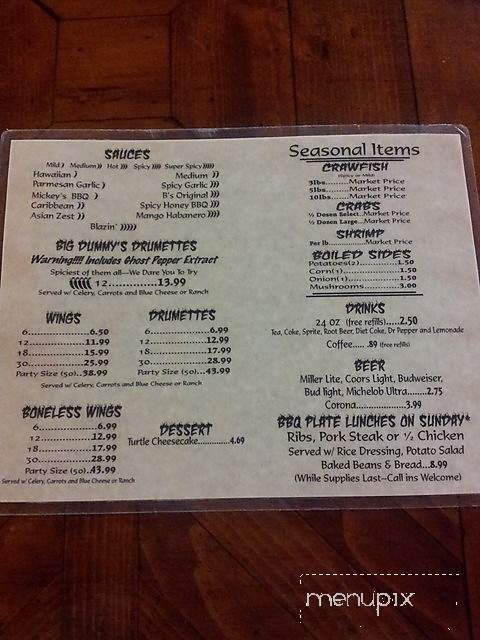 SAUCES
Mild ) Medium )) Hot ))) Spicy )))) Super Spicy )))))
Hawaiian ) Medium ))
Parmesan Garlic ) Spicy Garlic )))
Mickey's BBQ ) B's Original )))
Caribbean )) Spicy Honey BBQ )))
Asian Zest )) Mango Habanero ))))
Blazin' )))))
BIG DUMMY'S DRUMETTES
Warning!!!! Includes Ghost Pepper Extract
Spiciest of them all—We Dare You To Try
12.............13.99
Served w/ Celery, Carrots and Blue Cheese or Ranch
WINGS
6................6.50
12..............11.99
18..............15.99
30..............25.99
Party Size (50)..38.99
DRUMETTES
6................6.99
12..............12.99
18..............17.99
30..............28.99
Party Size (50)..43.99
Served w/ Celery, Carrots and Blue Cheese or Ranch
BONELESS WINGS
6................6.99
12..............12.99
18..............17.99
30..............28.99
Party Size (50)..43.99
Served w/ Celery, Carrots and Blue Cheese or Ranch
DESSERT
Turtle Cheesecake............4.69
Seasonal Items
CRAWFISH
3lbs.........Market Price
5lbs.........Market Price
10lbs........Market Price
CRABS
½ Dosen Select..Market Price
½ Dosen Large...Market Price
SHRIMP
Per lb..............Market Price
BOILED SIDES
Potatoes(2)............1.50
Corn(1)..................1.50
Onion(1)................1.50
Mushrooms............3.00
DRINKS
24 OZ (free refills).....2.50
Tea, Coke, Sprite, Root Beer, Diet Coke, Dr Pepper and Lemonade
Coffee..... .89 (free refills)
BEER
Miller Lite, Coors Light, Budweiser,
Bud light, Michelob Ultra........2.75
Corona..................3.99
BBQ PLATE LUNCHES ON SUNDAY*
Ribs, Pork Steak or ½ Chicken
Served w/ Rice Dressing, Potato Salad
Baked Beans & Bread...8.99
(While Supplies Last—Call ins Welcome)
menupix